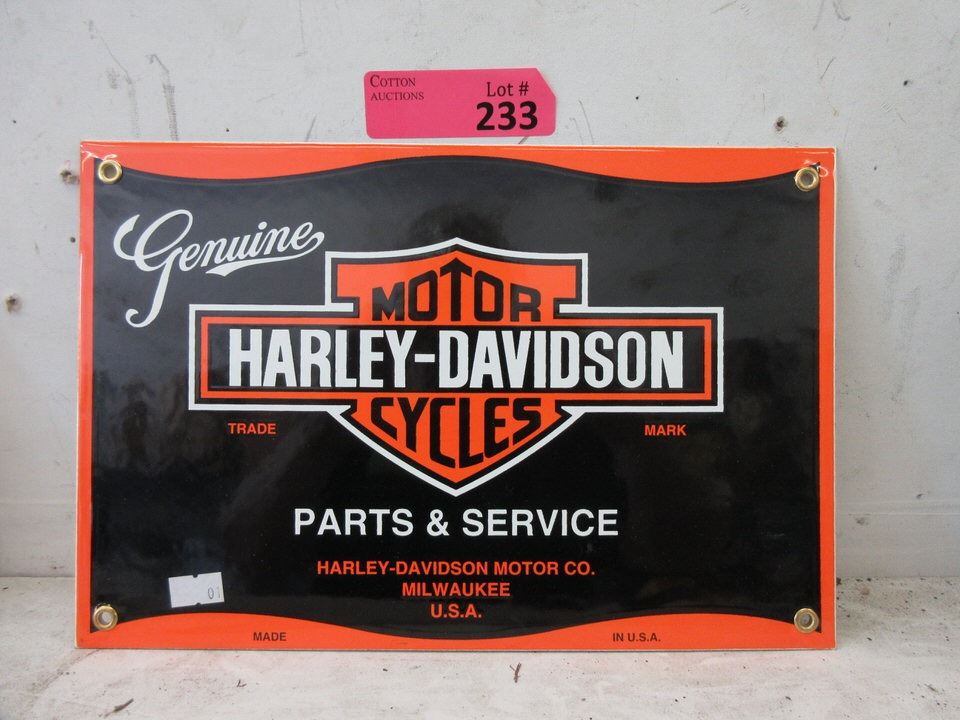 COTTON
AUCTIONS
Lot #
233
Genuine
MOTOR
HARLEY-DAVIDSON
CYCLES
TRADE MARK
PARTS & SERVICE
HARLEY-DAVIDSON MOTOR CO.
MILWAUKEE
U.S.A.
01
MADE IN U.S.A.